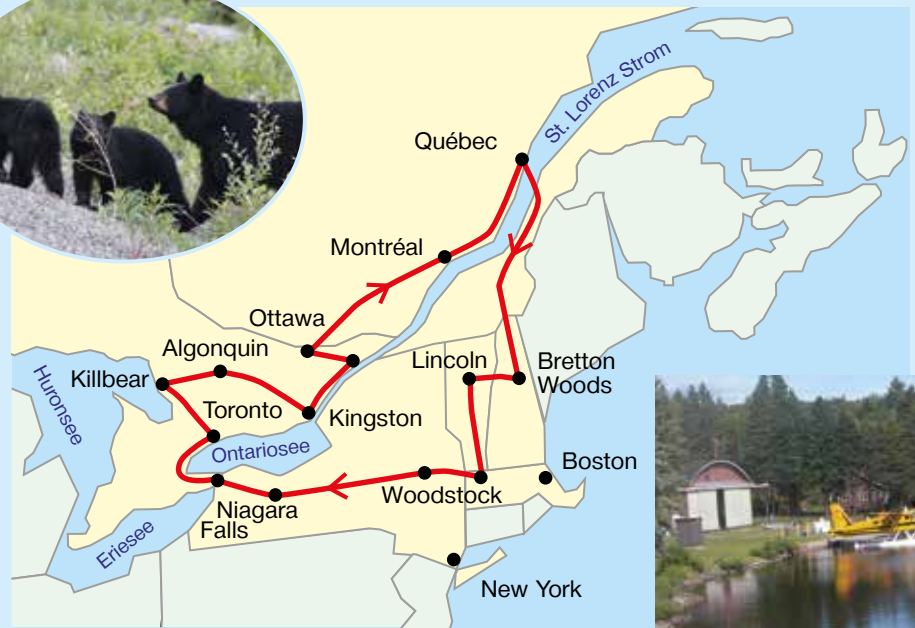 St. Lorenz Strom
Québec
Montréal
Ottawa
Algonquin
Killbear
Huronsee
Toronto
Kingston
Ontariosee
Lincoln
Bretton
Woods
Boston
Woodstock
Niagara
Falls
Eriesee
New York